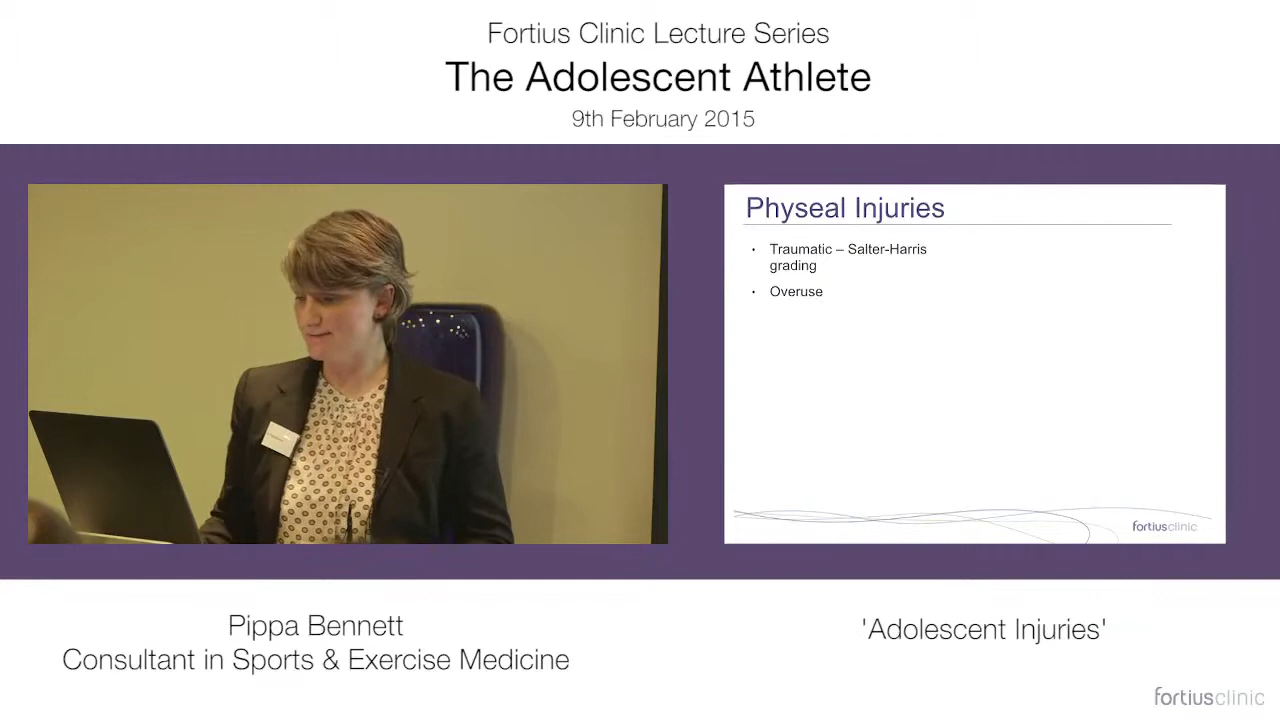 Fortius Clinic Lecture Series
The Adolescent Athlete
9th February 2015
Physeal Injuries
• Traumatic – Salter-Harris
grading
• Overuse
fortiusclinic
Pippa Bennett
Consultant in Sports & Exercise Medicine
'Adolescent Injuries'
fortiusclinic